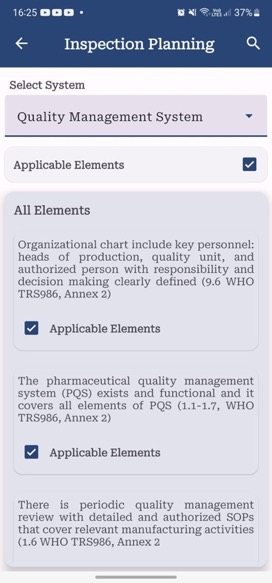 16:25
37%
Inspection Planning
Select System
Quality Management System
Applicable Elements
All Elements
Organizational chart include key personnel:
heads of production, quality unit, and
authorized person with responsibility and
decision making clearly defined (9.6 WHO
TRS986, Annex 2)
Applicable Elements
The pharmaceutical quality management
system (PQS) exists and functional and it
covers all elements of PQS (1.1-1.7, WHO
TRS986, Annex 2)
Applicable Elements
There is periodic quality management
review with detailed and authorized SOPs
that cover relevant manufacturing activities
(1.6 WHO TRS986, Annex 2